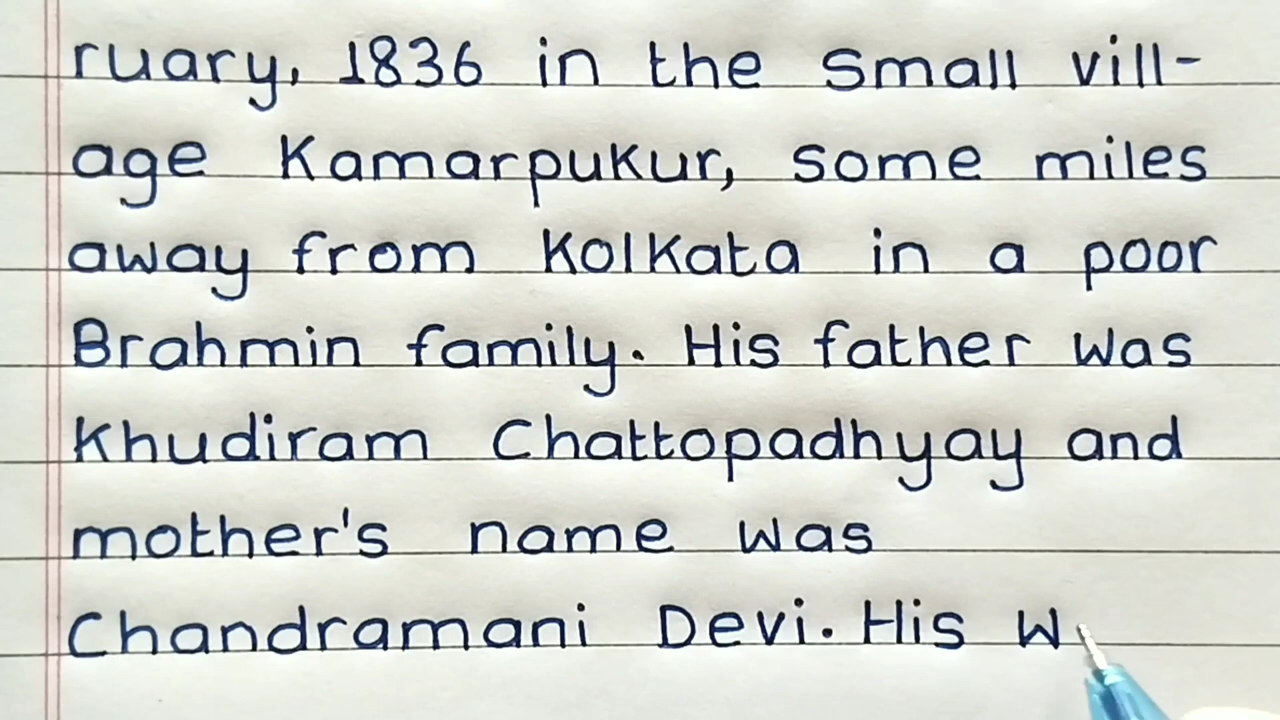 ruary, 1836 in the small vill-
age Kamarpukur, some miles
away from Kolkata in a poor
Brahmin family. His father was
Khudiram Chattopadhyay and
mother's name was
Chandramani Devi. His w